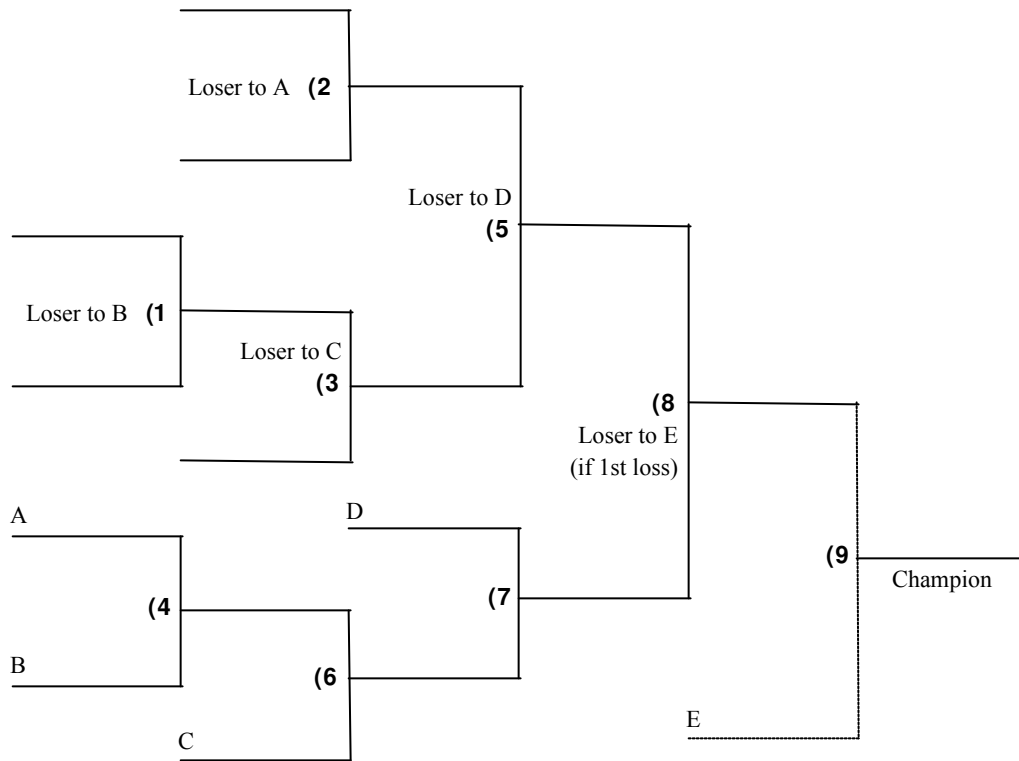 Loser to A (2
Loser to D
(5
Loser to B (1
Loser to C
(3
(8
Loser to E
(if 1st loss)
A
D
(9
Champion
(4
(7
B
(6
C
E